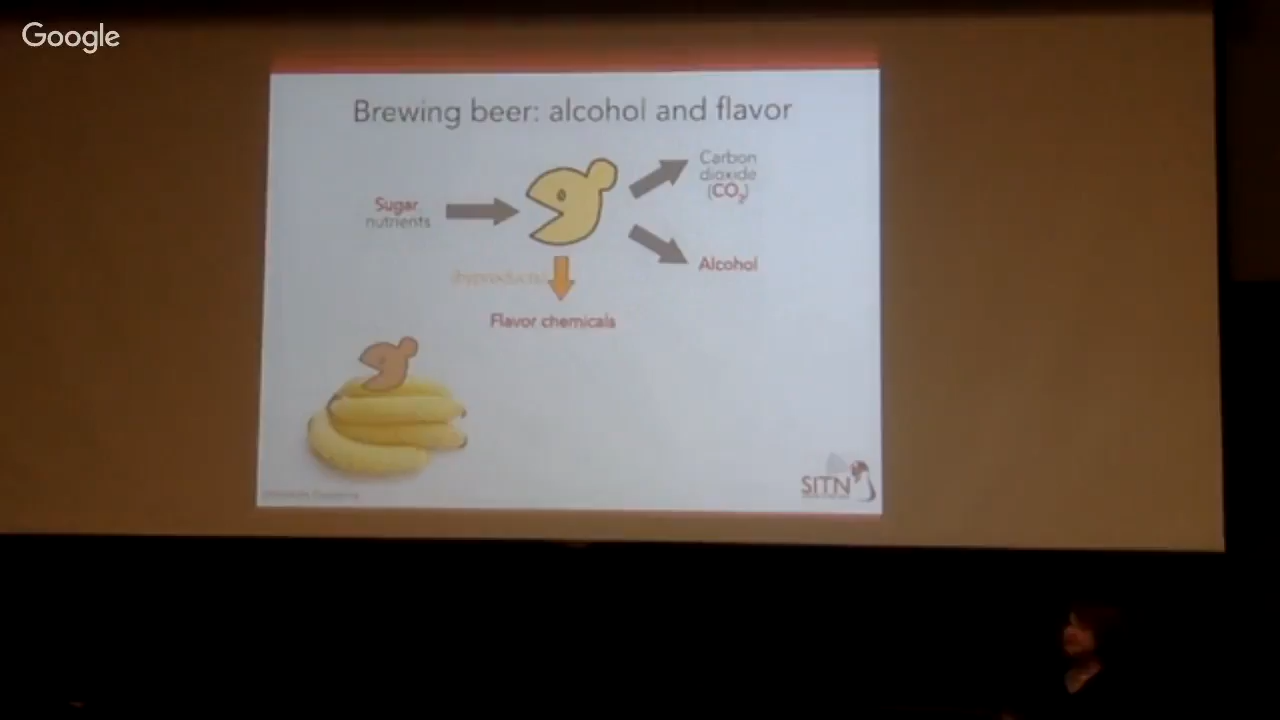 Google
Brewing beer: alcohol and flavor
Carbon
dioxide
(CO₂)
Sugar
nutrients
Alcohol
Flavor chemicals
SITN